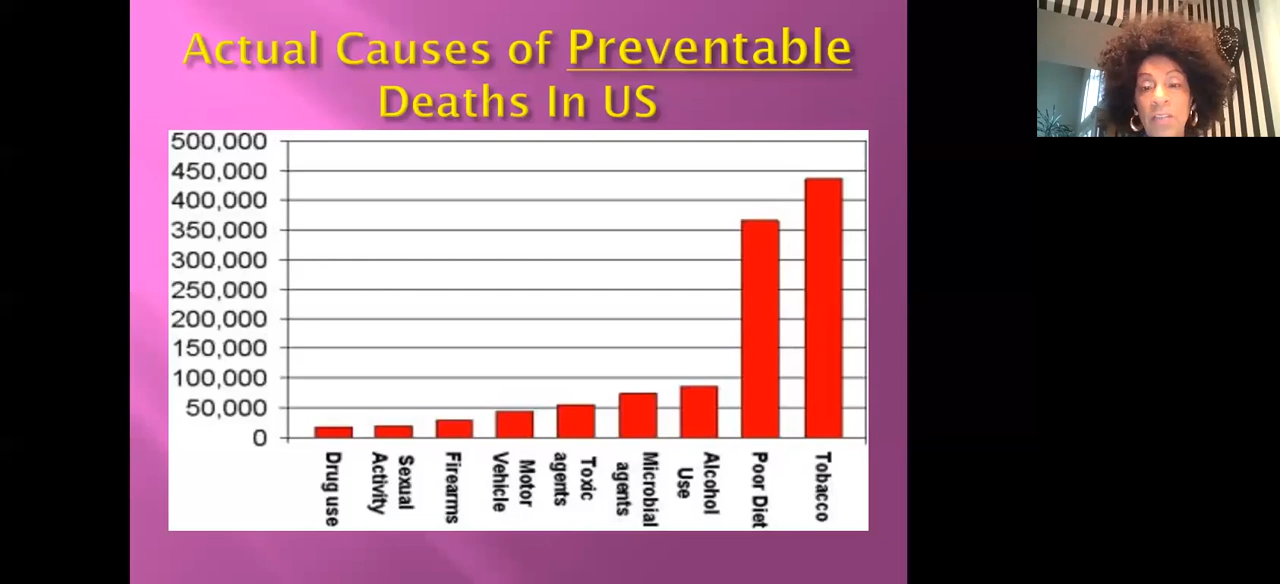 Actual Causes of Preventable
Deaths In US
500,000
450,000
400,000
350,000
300,000
250,000
200,000
150,000
100,000
50,000
0
Drug use
Sexual
Activity
Firearms
Motor
Vehicle
Toxic
agents
Microbial
agents
Alcohol
Use
Poor Diet
Tobacco